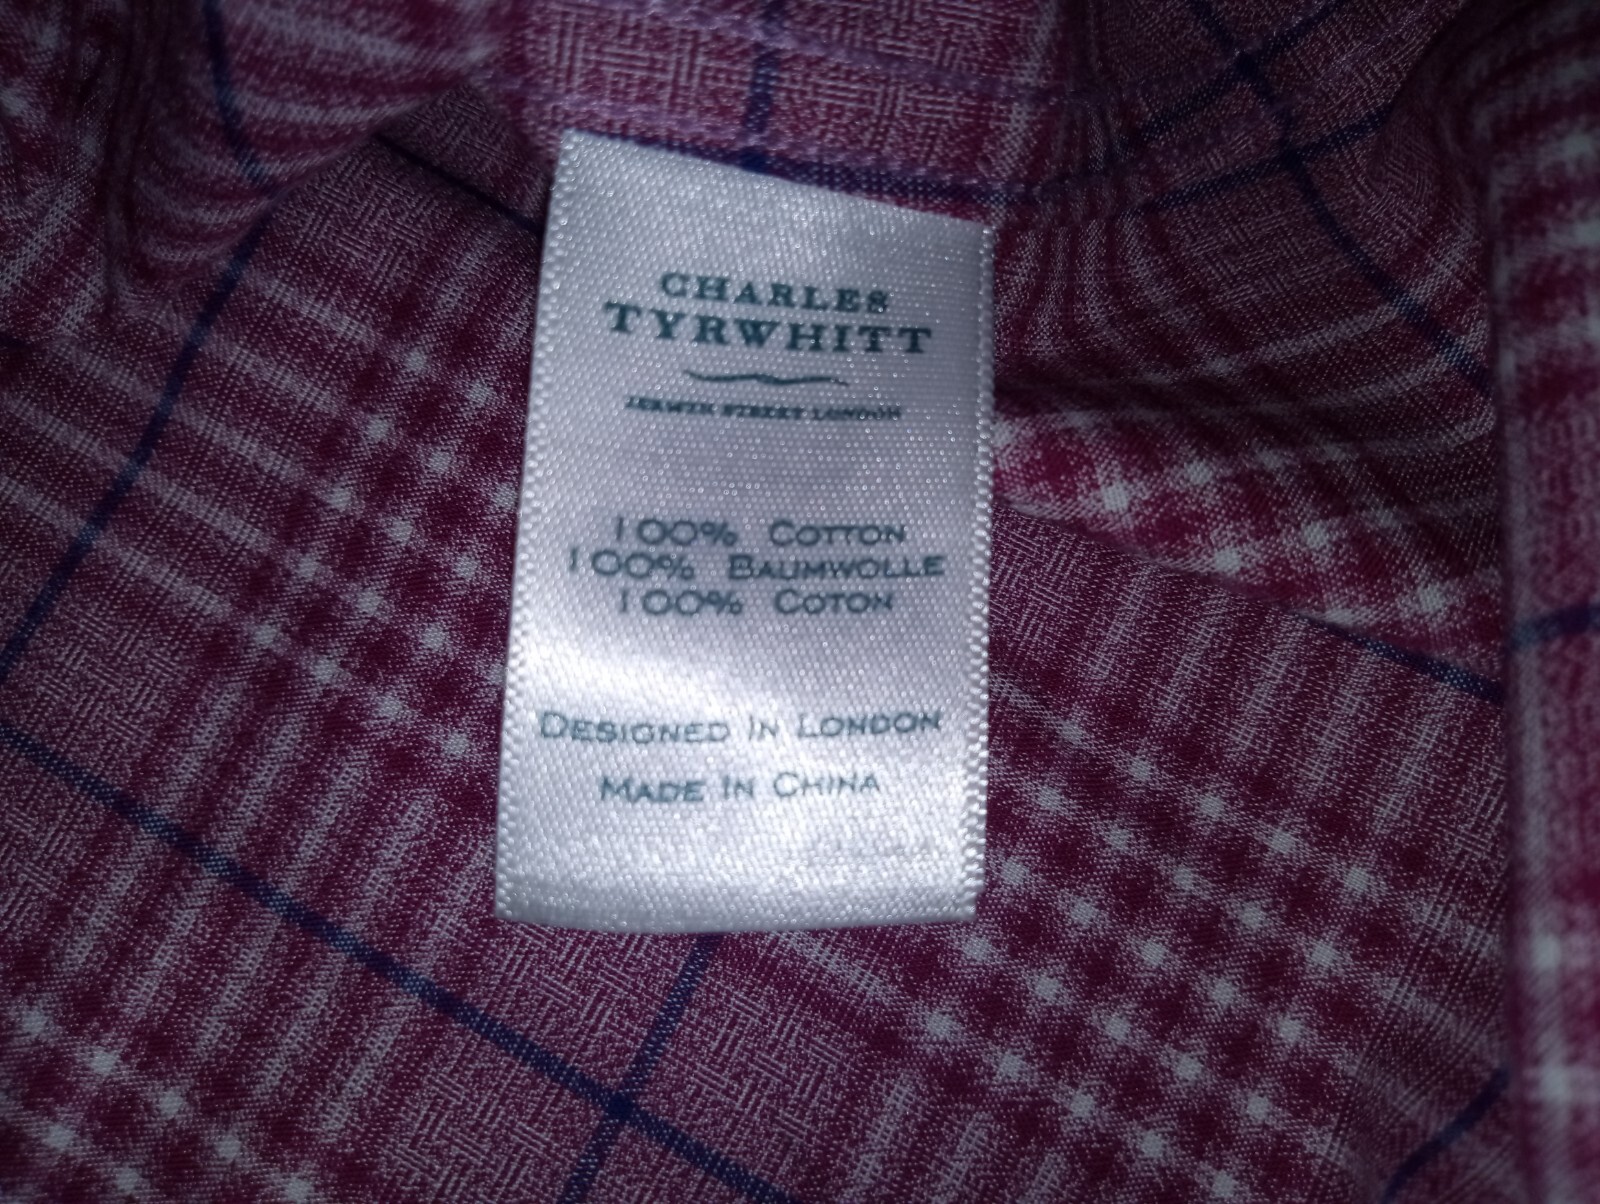 CHARLES
TYRWHITT
JERMYN STREET LONDON
100% COTTON
100% BAUMWOLLE
100% COTON
DESIGNED IN LONDON
MADE IN CHINA